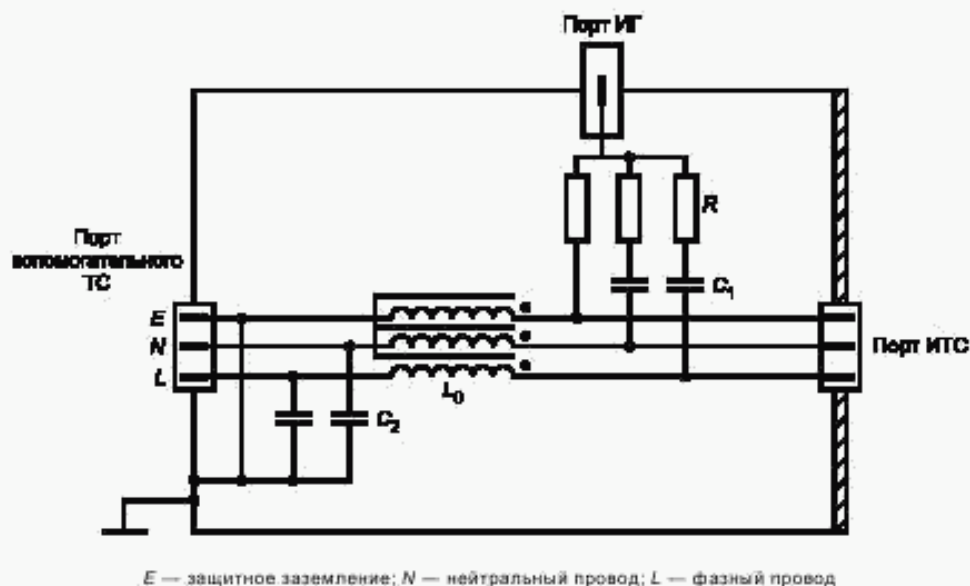 Порт ИГ
R
Порт
вспомогательного
ТС
C1
E
N
L
Порт ИТС
L0
C2
E — защитное заземление; N — нейтральный провод; L — фазный провод